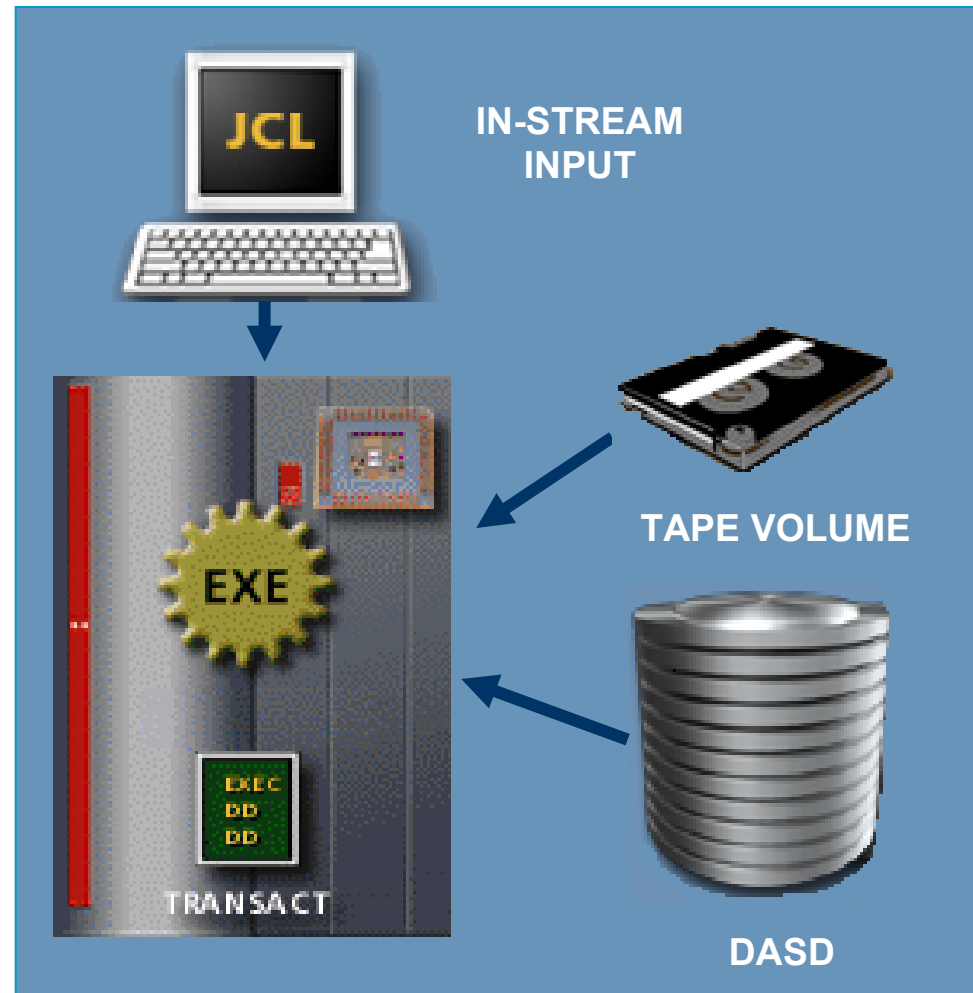 JCL
IN-STREAM
INPUT
TAPE VOLUME
EXE
EXEC
DD
DD
TRANSACT
DASD